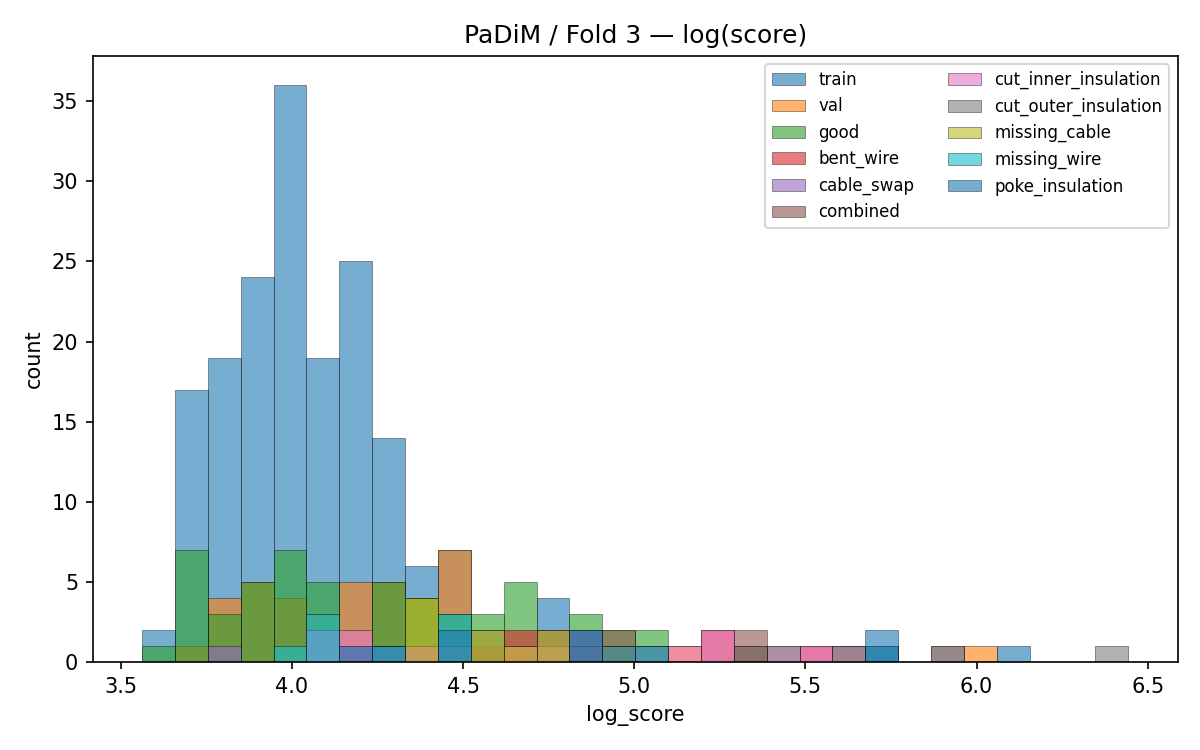 PaDiM / Fold 3 — log(score)
train
val
good
bent_wire
cable_swap
combined
cut_inner_insulation
cut_outer_insulation
missing_cable
missing_wire
poke_insulation
count
35
30
25
20
15
10
5
0
3.5 4.0 4.5 5.0 5.5 6.0 6.5
log_score